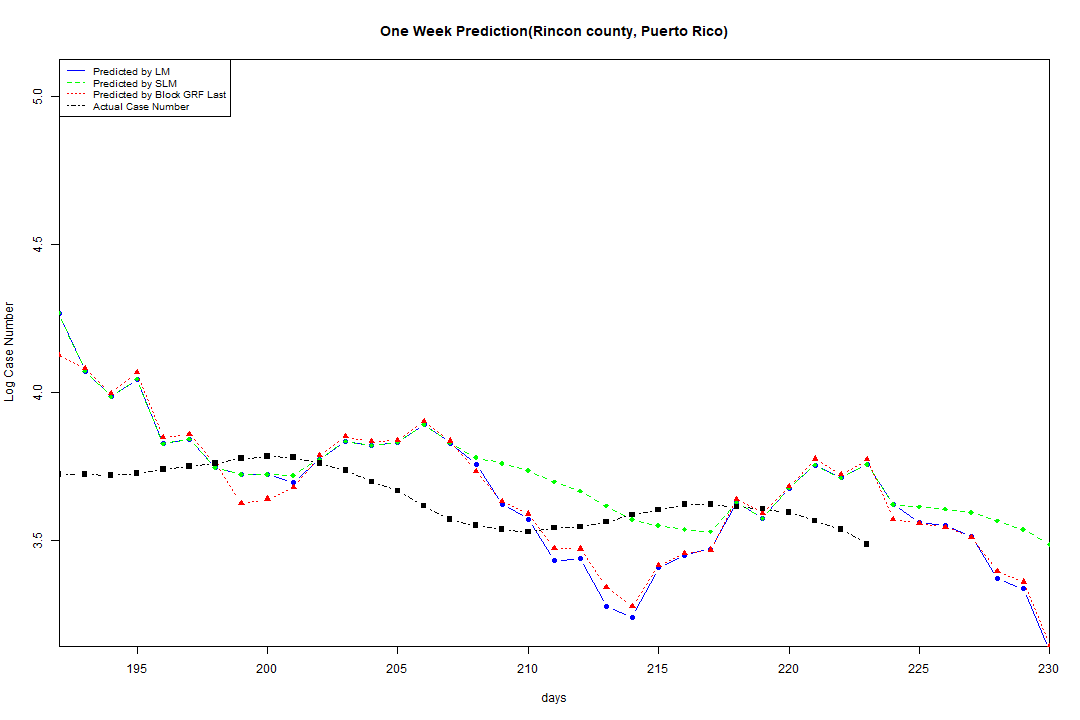 One Week Prediction(Rincon county, Puerto Rico)
Predicted by LM
Predicted by SLM
Predicted by Block GRF Last
Actual Case Number
5.0
4.5
4.0
3.5
Log Case Number
195 200 205 210 215 220 225 230
days